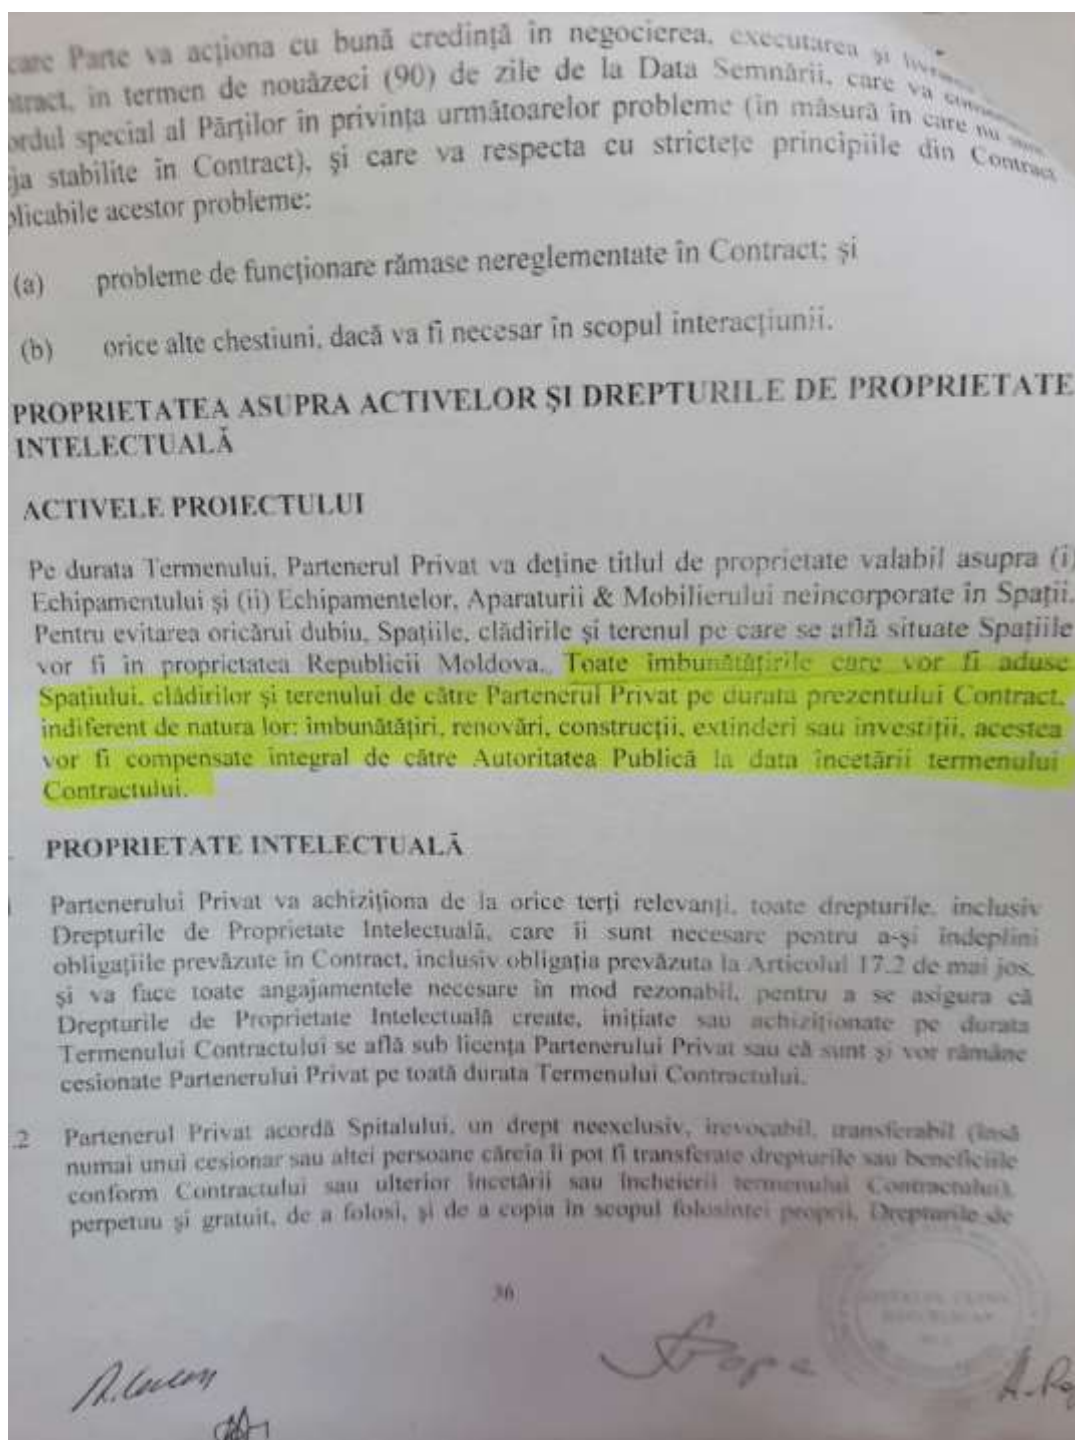 care Parte va acționa cu bună credință în negocierea, executarea și
ntract, în termen de nouăzeci (90) de zile de la Data Semnării, care va
ordul special al Părților în privința următoarelor probleme (în măsură în care nu
ja stabilite în Contract), și care va respecta cu strictețe principiile din Contract
plicabile acestor probleme:
(a) probleme de funcționare rămase nereglementate în Contract; și
(b) orice alte chestiuni, dacă va fi necesar în scopul interacțiunii.
PROPRIETATEA ASUPRA ACTIVELOR ȘI DREPTURILE DE PROPRIETATE
INTELECTUALĂ
ACTIVELE PROIECTULUI
Pe durata Termenului, Partenerul Privat va deține titlul de proprietate valabil asupra (i)
Echipamentului și (ii) Echipamentelor, Aparaturii & Mobilierului neincorporate în Spații.
Pentru evitarea oricărui dubiu, Spațiile, clădirile și terenul pe care se află situate Spațiile
vor fi în proprietatea Republicii Moldova. Toate îmbunătățirile care vor fi aduse
Spațiului, clădirilor și terenului de către Partenerul Privat pe durata prezentului Contract,
indiferent de natura lor: îmbunătățiri, renovări, construcții, extinderi sau investiții, acestea
vor fi compensate integral de către Autoritatea Publică la data încetării termenului
Contractului.
PROPRIETATE INTELECTUALĂ
Partenerului Privat va achiziționa de la orice terți relevanți, toate drepturile, inclusiv
Drepturile de Proprietate Intelectuală, care îi sunt necesare pentru a-și îndeplini
obligațiile prevăzute în Contract, inclusiv obligația prevăzuta la Articolul 17.2 de mai jos,
și va face toate angajamentele necesare în mod rezonabil, pentru a se asigura că
Drepturile de Proprietate Intelectuală create, inițiate sau achiziționate pe durata
Termenului Contractului se află sub licența Partenerului Privat sau că sunt și vor rămâne
cesionate Partenerului Privat pe toată durata Termenului Contractului.
.2 Partenerul Privat acordă Spitalului, un drept neexclusiv, irevocabil, transferabil (însă
numai unui cesionar sau altei persoane căreia îi pot fi transferate drepturile sau beneficiile
conform Contractului sau ulterior încetării sau încheierii termenului Contractului),
perpetuu și gratuit, de a folosi, și de a copia în scopul folosinței proprii, Drepturile de
36